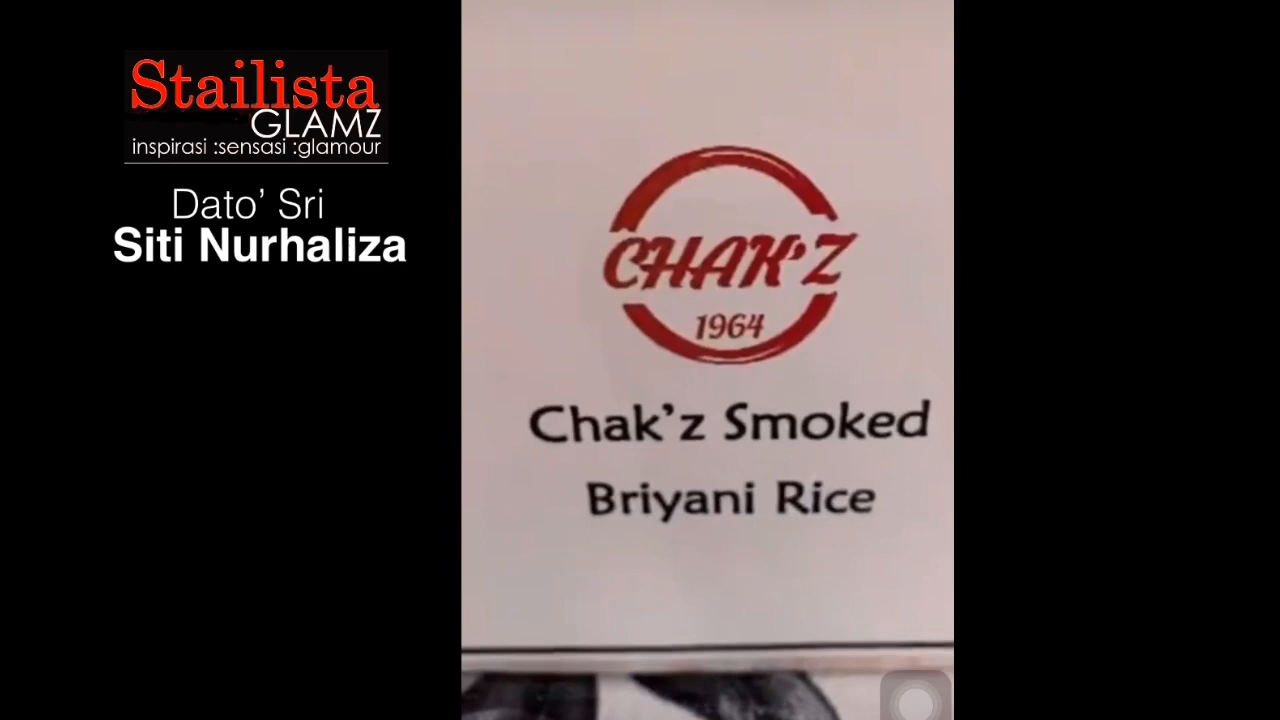 Stailista
GLAMZ
inspirasi :sensasi :glamour
Dato’ Sri
Siti Nurhaliza
CHAK’Z
1964
Chak’z Smoked
Briyani Rice